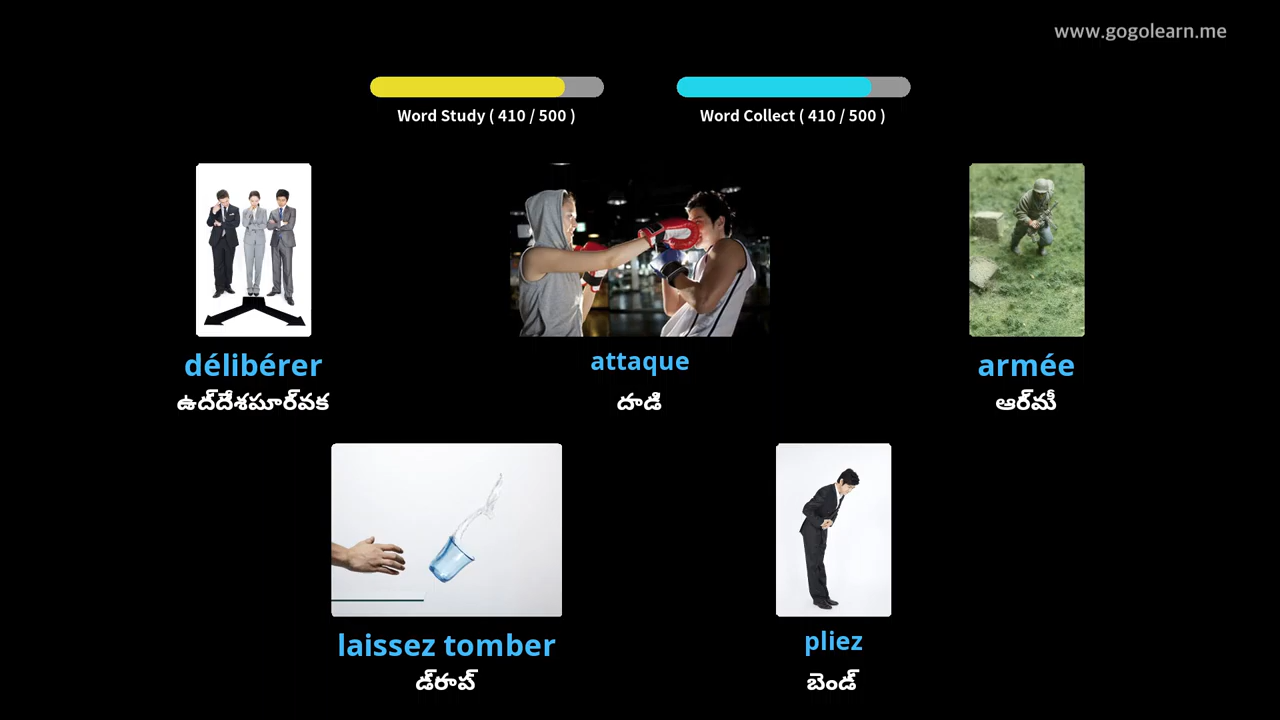 www.gogolearn.me
Word Study ( 410 / 500 )
Word Collect ( 410 / 500 )
délibérer
ఉద్‌దేశపూర్‌వక
attaque
దాడి
armée
ఆర్‌మీ
laissez tomber
డ్‌రాప్
pliez
బెండ్